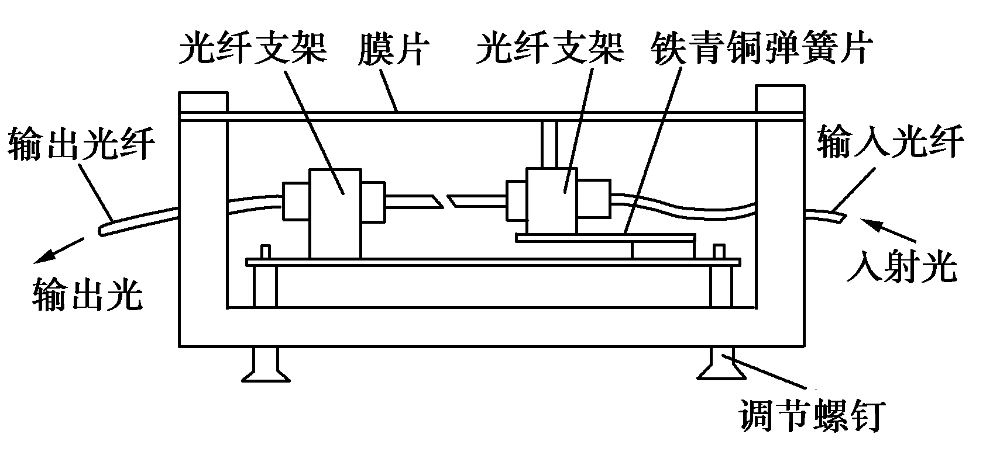 光纤支架
膜片
光纤支架
铁青铜弹簧片
输出光纤
输入光纤
入射光
输出光
调节螺钉